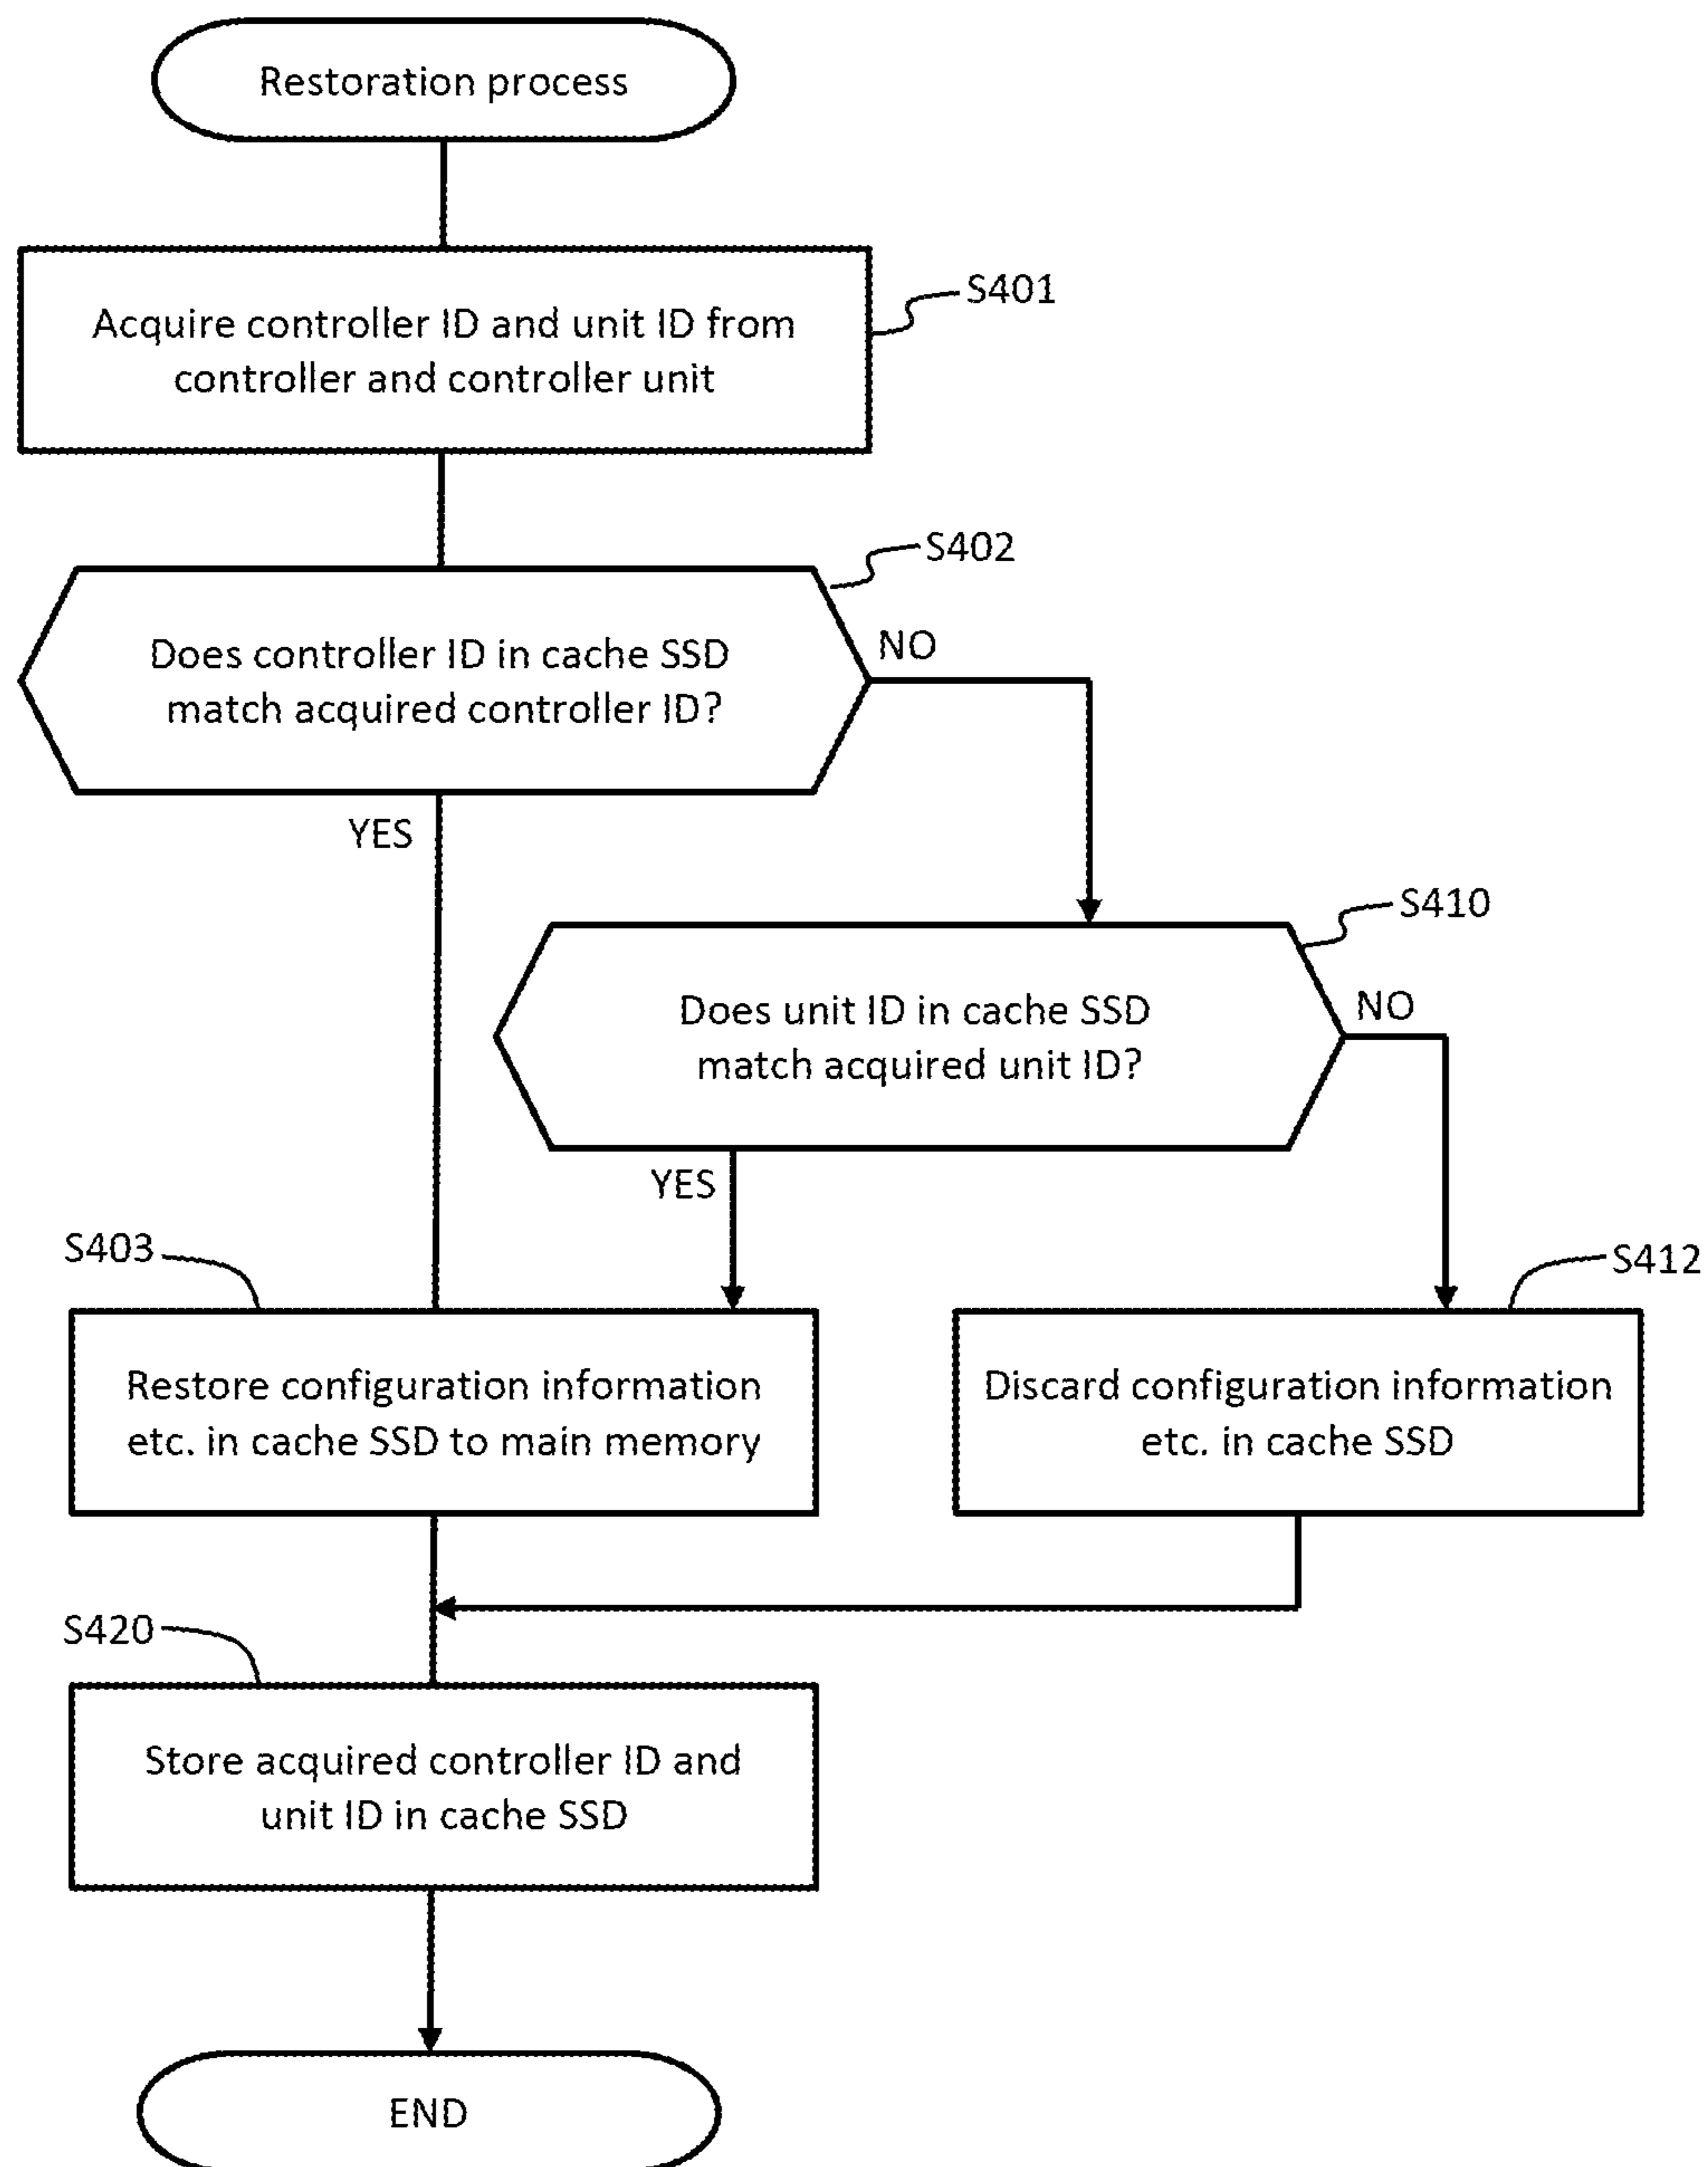 Restoration process
S401
Acquire controller ID and unit ID from
controller and controller unit
S402
Does controller ID in cache SSD
match acquired controller ID?
NO
YES
S410
Does unit ID in cache SSD
match acquired unit ID?
NO
YES
S403
Restore configuration information
etc. in cache SSD to main memory
S412
Discard configuration information
etc. in cache SSD
S420
Store acquired controller ID and
unit ID in cache SSD
END